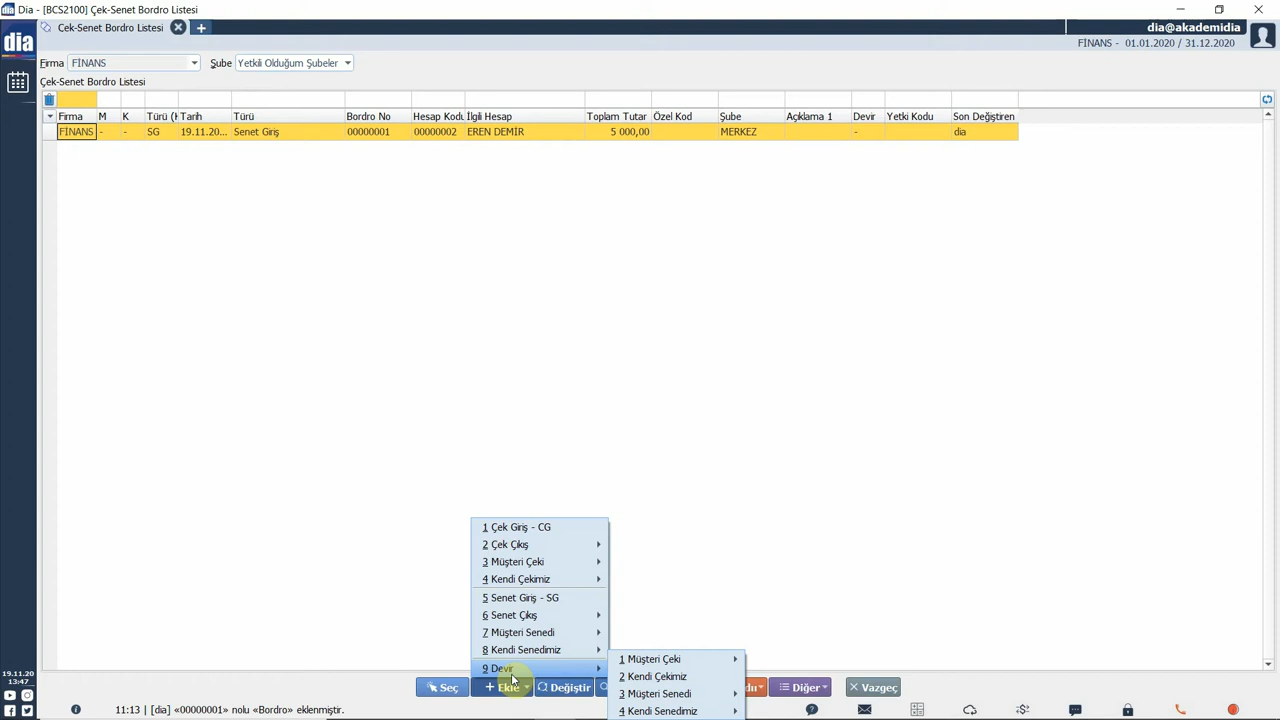 Dia - [BCS2100] Çek-Senet Bordro Listesi
dia
Çek-Senet Bordro Listesi
dia@akademidia
FİNANS - 01.01.2020 / 31.12.2020
Firma FİNANS Şube Yetkili Olduğum Şubeler
Çek-Senet Bordro Listesi
Firma M K Türü (K Tarih Türü Bordro No Hesap Kodu İlgili Hesap Toplam Tutar Özel Kod Şube Açıklama 1 Devir Yetki Kodu Son Değiştiren
FİNANS - - SG 19.11.20... Senet Giriş 00000001 00000002 EREN DEMİR 5 000,00 MERKEZ - dia
1 Çek Giriş - CG
2 Çek Çıkış
3 Müşteri Çeki
4 Kendi Çekimiz
5 Senet Giriş - SG
6 Senet Çıkış
7 Müşteri Senedi
8 Kendi Senedimiz
9 Devir
1 Müşteri Çeki
2 Kendi Çekimiz
3 Müşteri Senedi
4 Kendi Senedimiz
Seç Ekle Değiştir Diğer Vazgeç
19.11.20
13:47
11:13 | [dia] «00000001» nolu «Bordro» eklenmiştir.